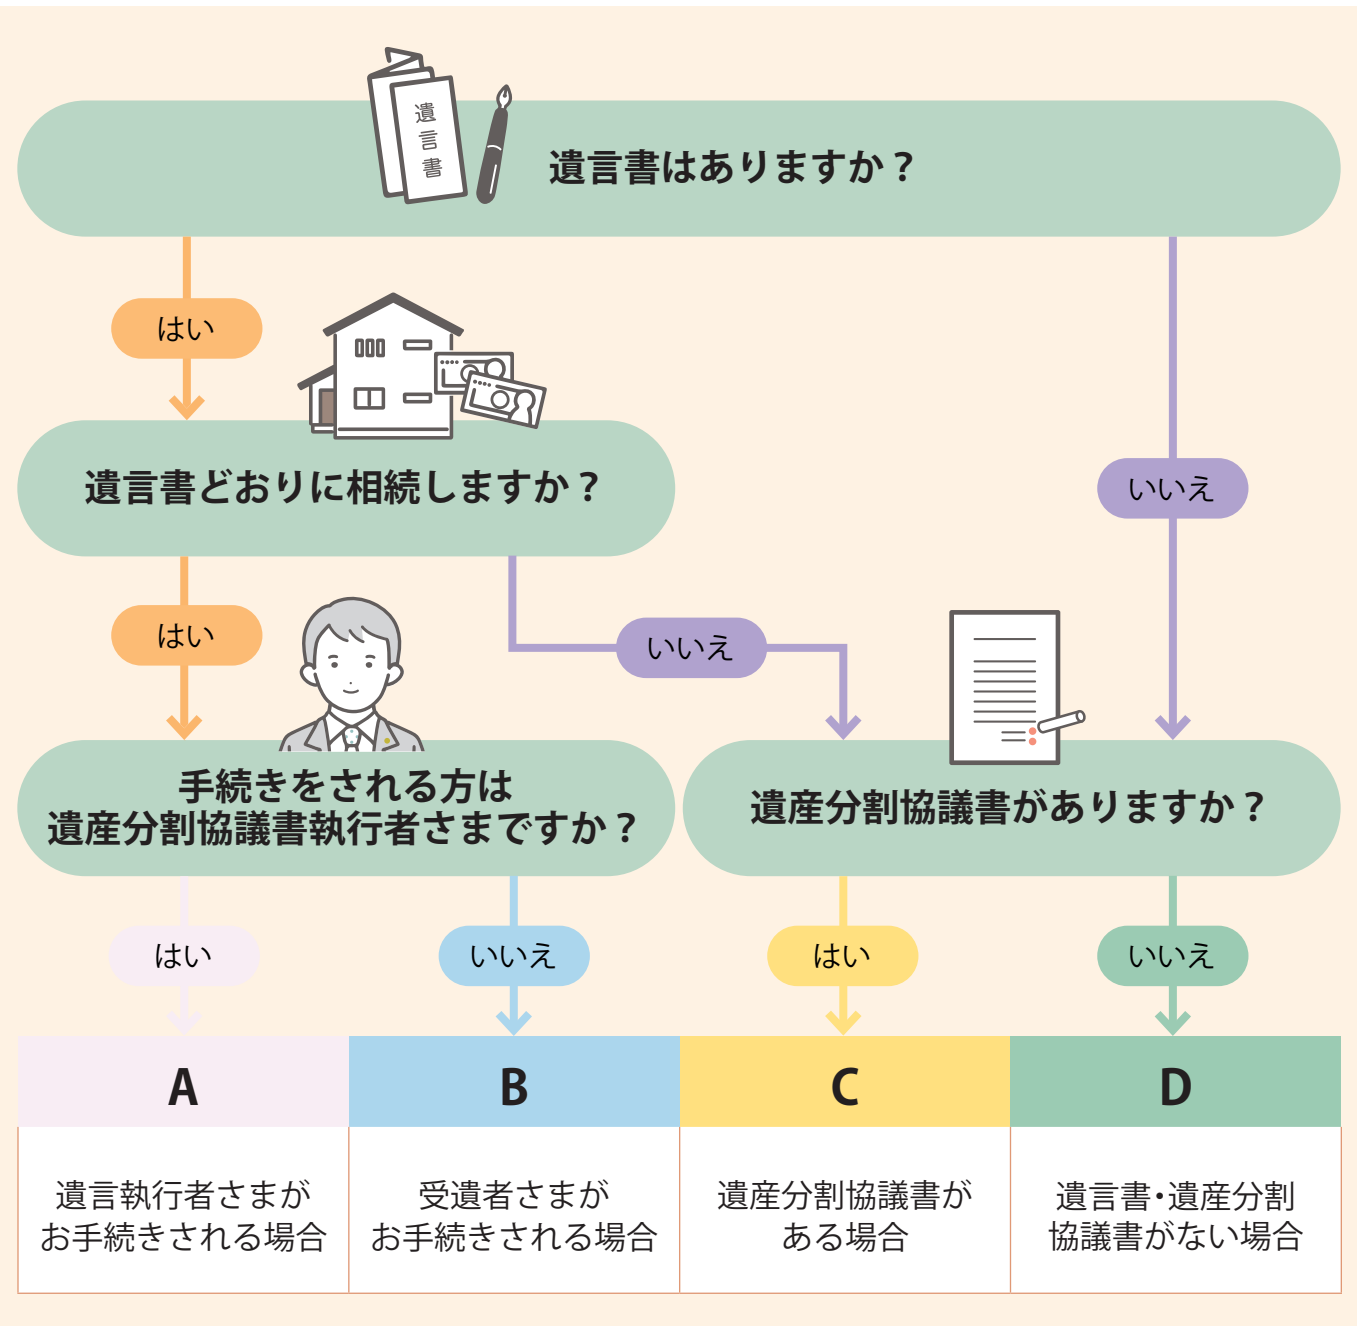 遺言書
遺言書はありますか？
はい
遺言書どおりに相続しますか？
いいえ
はい
いいえ
手続きをされる方は
遺産分割協議書執行者さまですか？
遺産分割協議書がありますか？
はい
いいえ
はい
いいえ
A
B
C
D
遺言執行者さまが
お手続きされる場合
受遺者さまが
お手続きされる場合
遺産分割協議書が
ある場合
遺言書・遺産分割
協議書がない場合